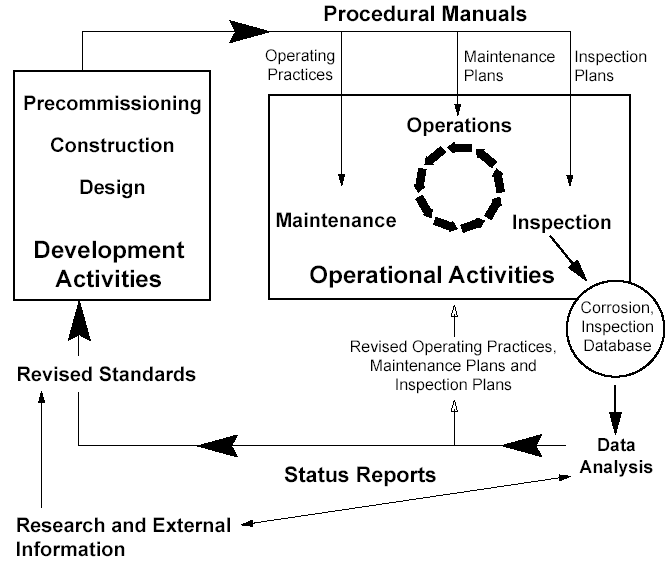 Procedural Manuals
Operating
Practices
Maintenance
Plans
Inspection
Plans
Precommissioning
Construction
Design
Development
Activities
Operations
Maintenance
Inspection
Operational Activities
Corrosion,
Inspection
Database
Revised Operating Practices,
Maintenance Plans and
Inspection Plans
Revised Standards
Data
Analysis
Status Reports
Research and External
Information